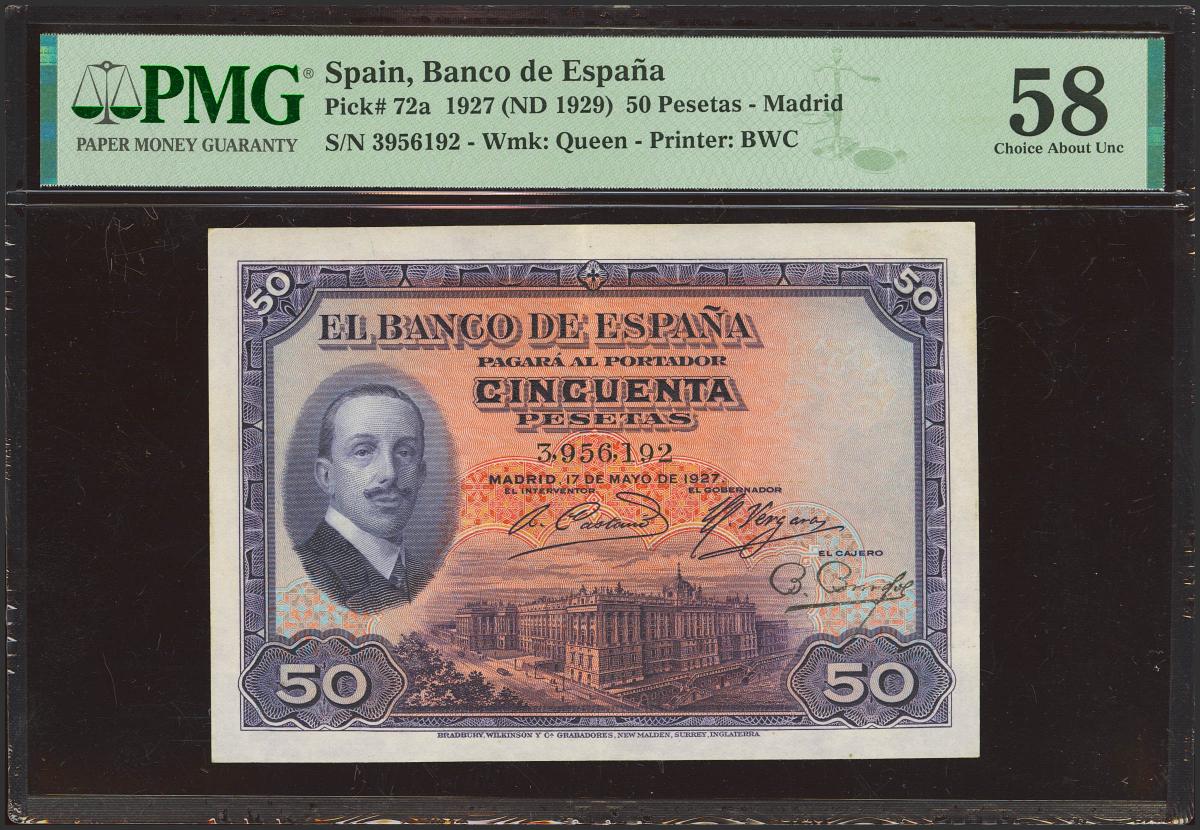 PMG®
PAPER MONEY GUARANTY
Spain, Banco de España
Pick# 72a 1927 (ND 1929) 50 Pesetas - Madrid
S/N 3956192 - Wmk: Queen - Printer: BWC
58
Choice About Unc
50
50
EL BANCO DE ESPAÑA
PAGARÁ AL PORTADOR
CINCUENTA
PESETAS
3,956,192
MADRID, 17 DE MAYO DE 1927.
EL INTERVENTOR
EL GOBERNADOR
EL CAJERO
50
50
BRADBURY, WILKINSON Y Cª GRABADORES, NEW MALDEN, SURREY, INGLATERRA